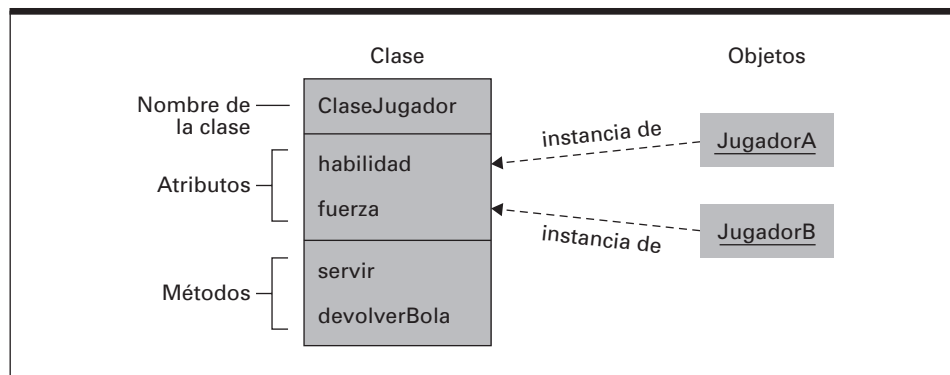 Clase
Objetos
Nombre de
la clase
ClaseJugador
instancia de
JugadorA
Atributos
habilidad
fuerza
instancia de
JugadorB
Métodos
servir
devolverBola